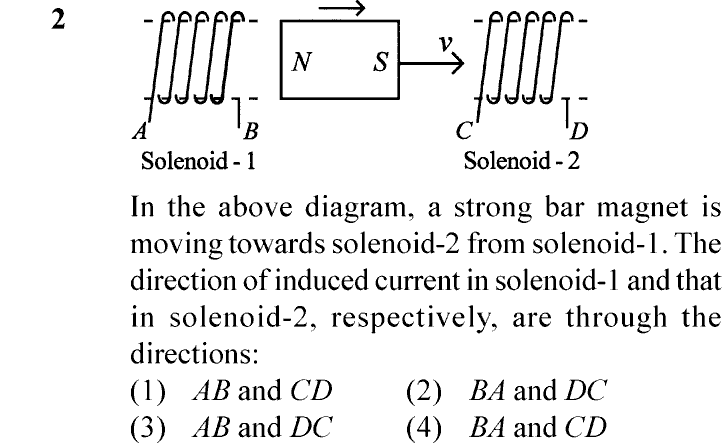 2
N S v
A B C D
Solenoid - 1 Solenoid - 2
In the above diagram, a strong bar magnet is
moving towards solenoid-2 from solenoid-1. The
direction of induced current in solenoid-1 and that
in solenoid-2, respectively, are through the
directions:
(1) AB and CD (2) BA and DC
(3) AB and DC (4) BA and CD